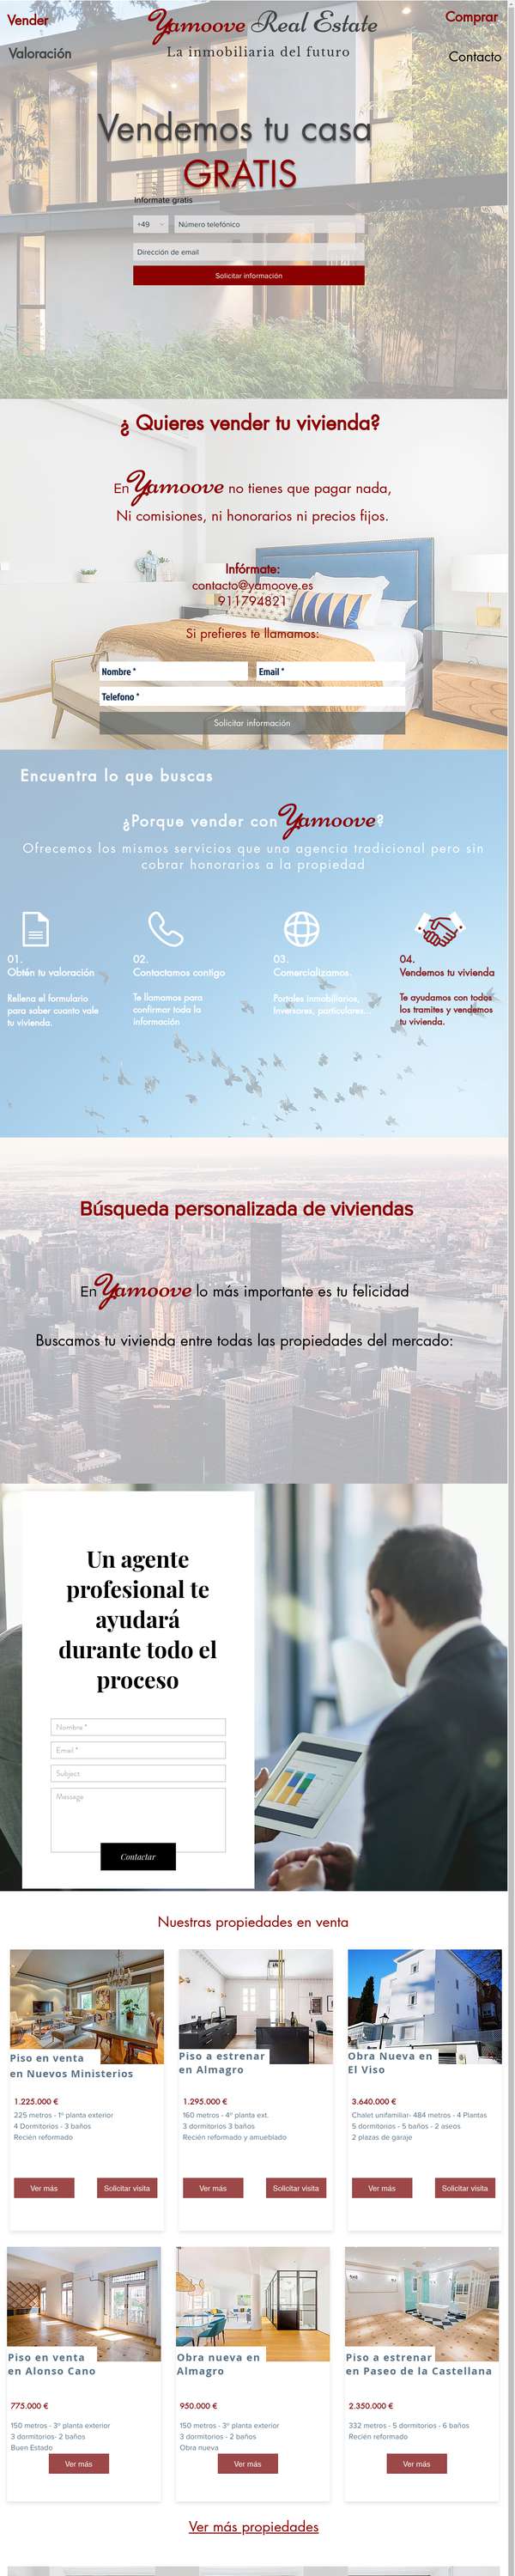 Vender
Yamoove Real Estate
Comprar
Valoración
La inmobiliaria del futuro
Contacto
Vendemos tu casa
GRATIS
Informate gratis
+49
Número telefónico
Dirección de email
Solicitar información
¿ Quieres vender tu vivienda?
En Yamoove no tienes que pagar nada,
Ni comisiones, ni honorarios ni precios fijos.
Infórmate:
contacto@yamoove.es
911794821
Si prefieres te llamamos:
Nombre *
Email *
Telefono *
Solicitar información
Encuentra lo que buscas
¿Porque vender con Yamoove?
Ofrecemos los mismos servicios que una agencia tradicional pero sin
cobrar honorarios a la propiedad
01.
Obtén tu valoración
Rellena el formulario
para saber cuanto vale
tu vivienda.
02.
Contactamos contigo
Te llamamos para
confirmar toda la
información
03.
Comercializamos.
Portales inmobiliarios,
Inversores, particulares...
04.
Vendemos tu vivienda
Te ayudamos con todos
los tramites y vendemos
tu vivienda.
Búsqueda personalizada de viviendas
En Yamoove lo más importante es tu felicidad
Buscamos tu vivienda entre todas las propiedades del mercado:
Un agente
profesional te
ayudará
durante todo el
proceso
Nombre *
Email *
Subject
Message
Contactar
Nuestras propiedades en venta
Piso en venta
en Nuevos Ministerios
1.225.000 €
225 metros - 1ª planta exterior
4 Dormitorios - 3 baños
Recién reformado
Ver más
Solicitar visita
Piso a estrenar
en Almagro
1.295.000 €
160 metros - 4ª planta ext.
3 dormitorios 3 baños
Recién reformado y amueblado
Ver más
Solicitar visita
Obra Nueva en
El Viso
3.640.000 €
Chalet unifamiliar- 484 metros - 4 Plantas
5 dormitorios - 5 baños - 2 aseos
2 plazas de garaje
Ver más
Solicitar visita
Piso en venta
en Alonso Cano
775.000 €
150 metros - 3ª planta exterior
3 dormitorios- 2 baños
Buen Estado
Ver más
Obra nueva en
Almagro
950.000 €
150 metros - 3ª planta exterior
3 dormitorios - 2 baños
Obra nueva
Ver más
Piso a estrenar
en Paseo de la Castellana
2.350.000 €
332 metros - 5 dormitorios - 6 baños
Recién reformado
Ver más
Ver más propiedades